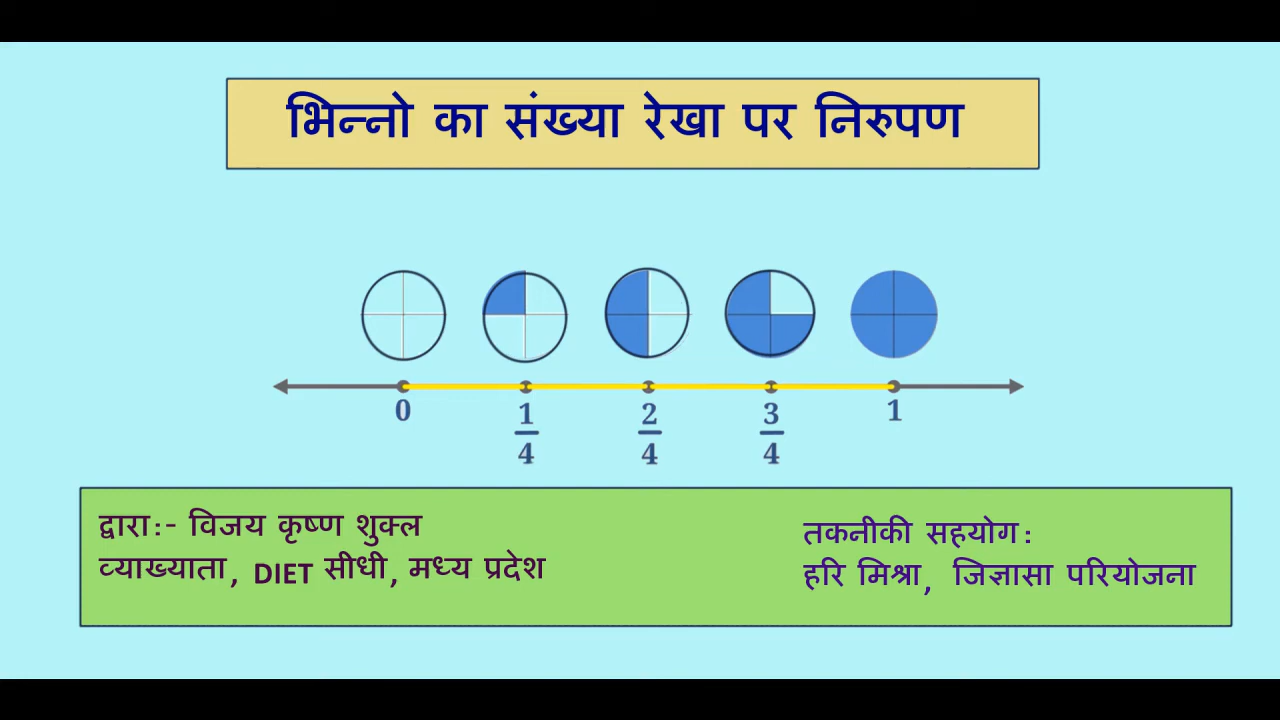 भिन्नो का संख्या रेखा पर निरुपण
0 1/4 2/4 3/4 1
द्वारा:- विजय कृष्ण शुक्ल
व्याख्याता, DIET सीधी, मध्य प्रदेश
तकनीकी सहयोग:
हरि मिश्रा, जिज्ञासा परियोजना